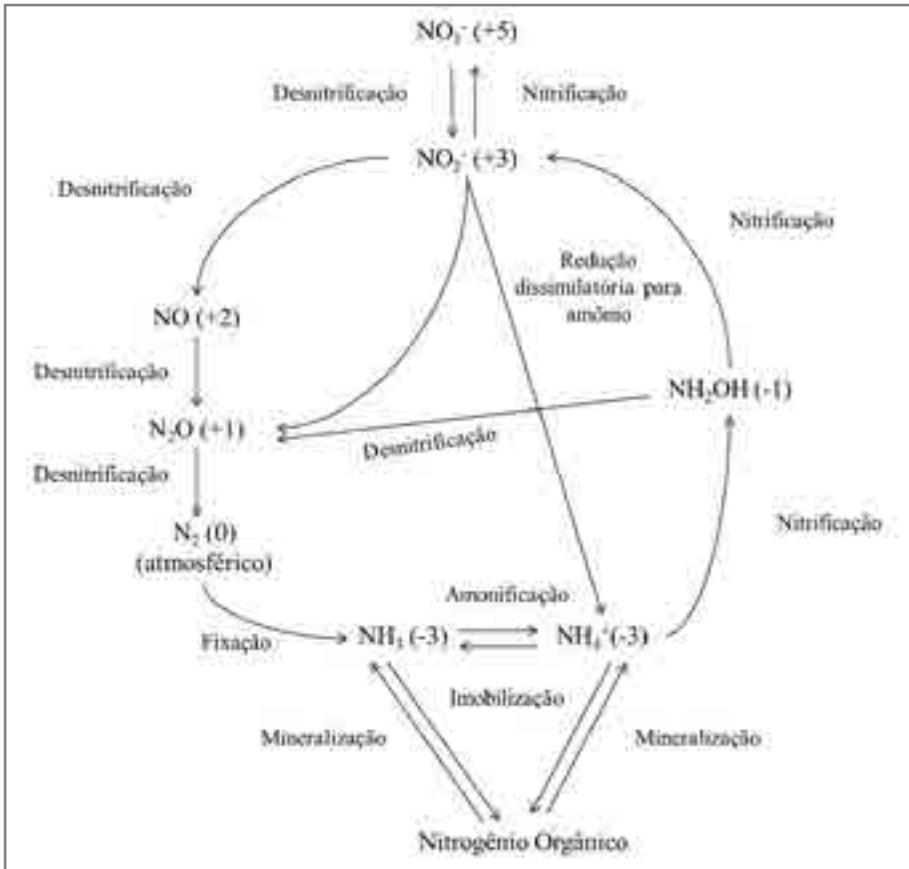 NO₃⁻ (+5)
Desnitrificação
Nitrificação
NO₂⁻ (+3)
Desnitrificação
Nitrificação
Redução
dissimilatória para
amônio
NO (+2)
Desnitrificação
NH₂OH (-1)
N₂O (+1)
Desnitrificação
Desnitrificação
N₂ (0)
(atmosférico)
Nitrificação
Amonificação
Fixação
NH₃ (-3)
NH₄⁺(-3)
Imobilização
Mineralização
Mineralização
Nitrogênio Orgânico